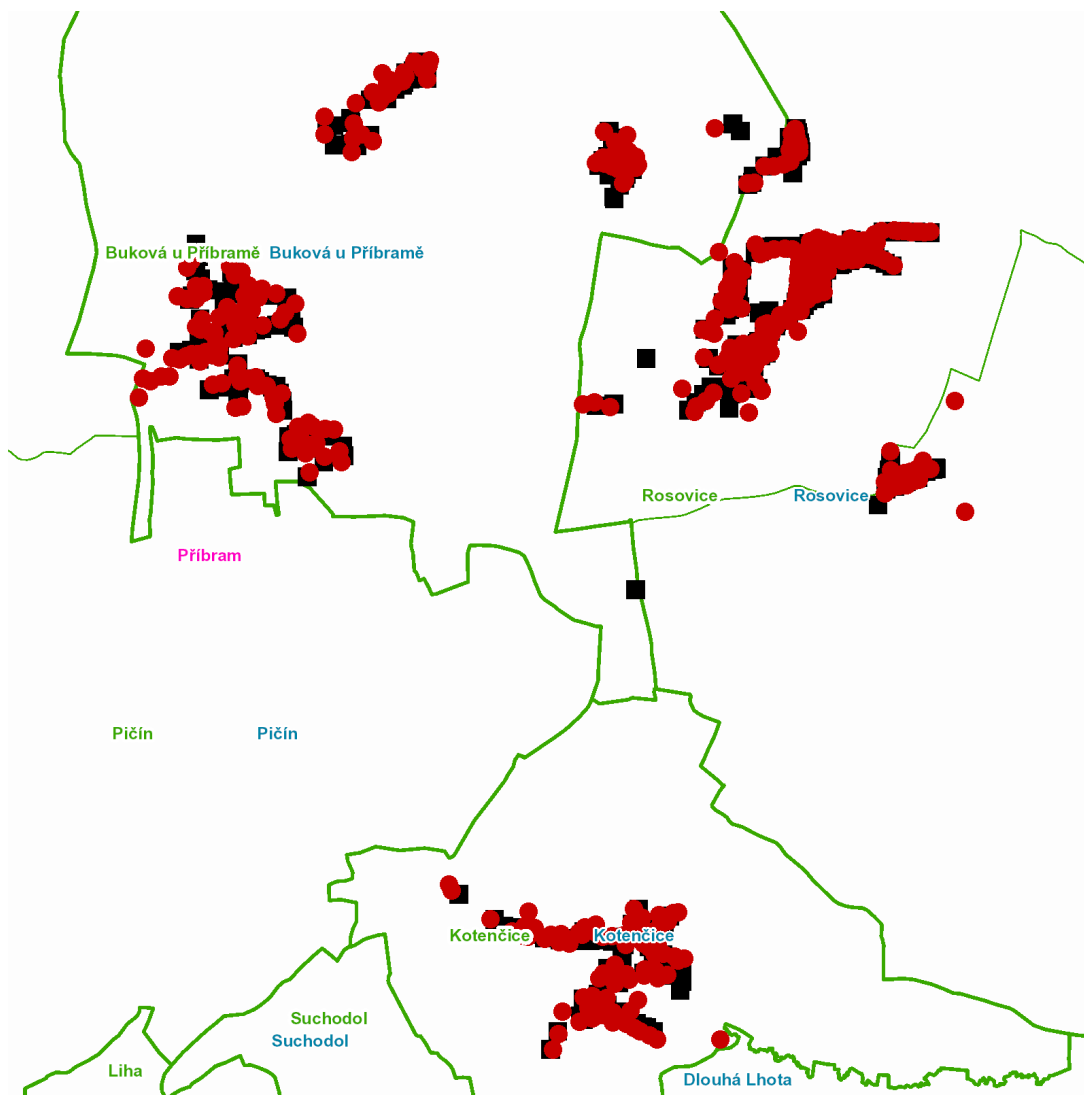 Buková u Příbramě Buková u Příbramě
Rosovice Rosovice
Příbram
Pičín Pičín
Kotenčice Kotenčice
Suchodol
Suchodol
Liha
Dlouhá Lhota